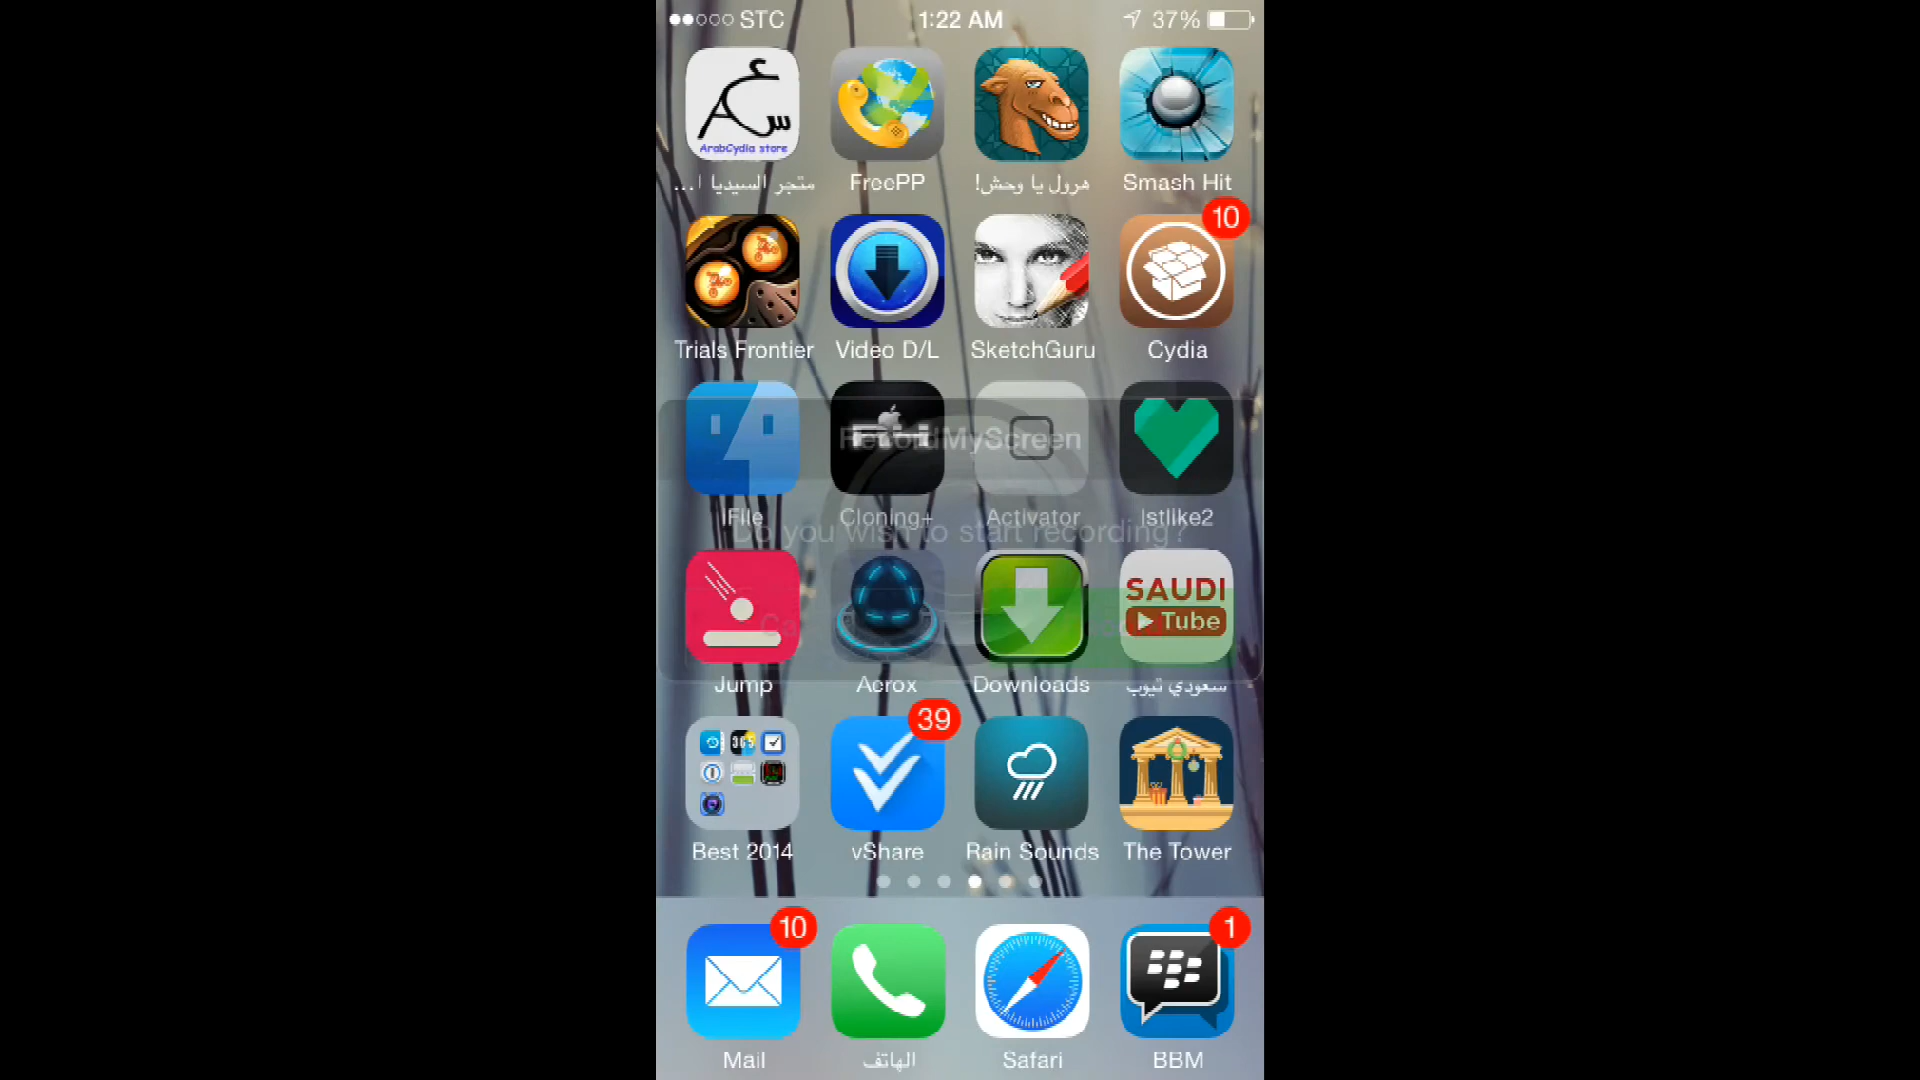 STC 1:22 AM 37%
ArabCydia store
متجر السيديا ا... FreePP هرول يا وحش! Smash Hit
10
Trials Frontier Video D/L SketchGuru Cydia
RecordMyScreen
iFile Cloning+ Activator Istlike2
Do you wish to start recording?
SAUDI
Tube
Jump Aerox Downloads سعودي تيوب
39
365
Best 2014 vShare Rain Sounds The Tower
10 1
Mail الهاتف Safari BBM